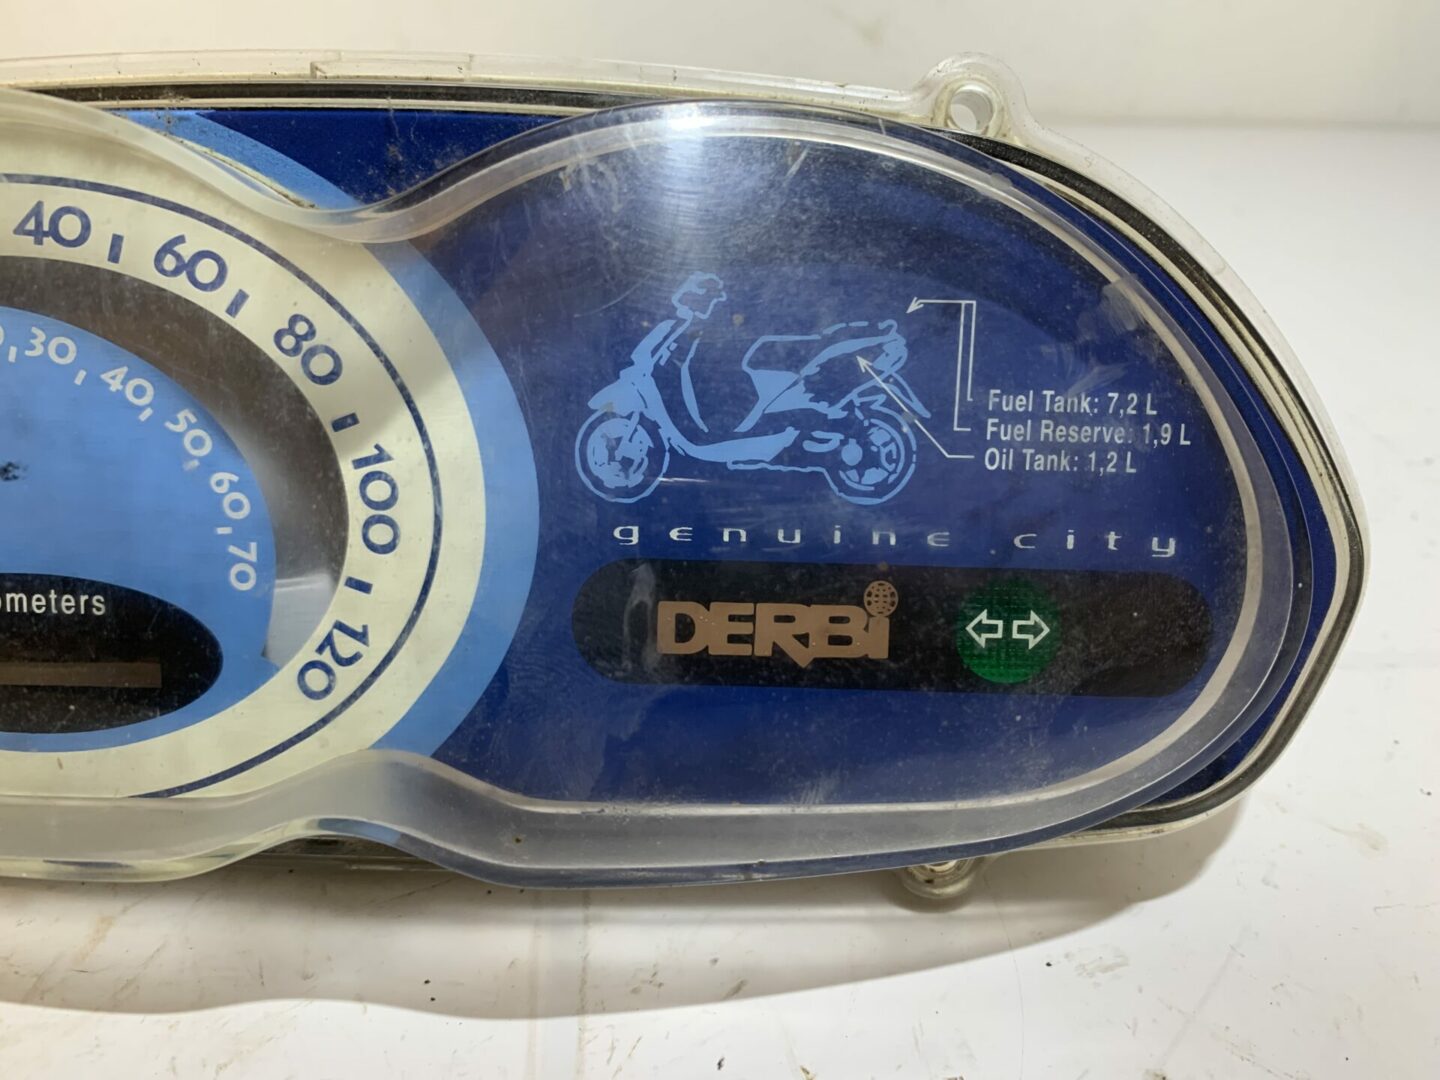 40 60 80 100 120
30 40 50 60 70
ometers
Fuel Tank: 7,2 L
Fuel Reserve: 1,9 L
Oil Tank: 1,2 L
genuine city
DERBi